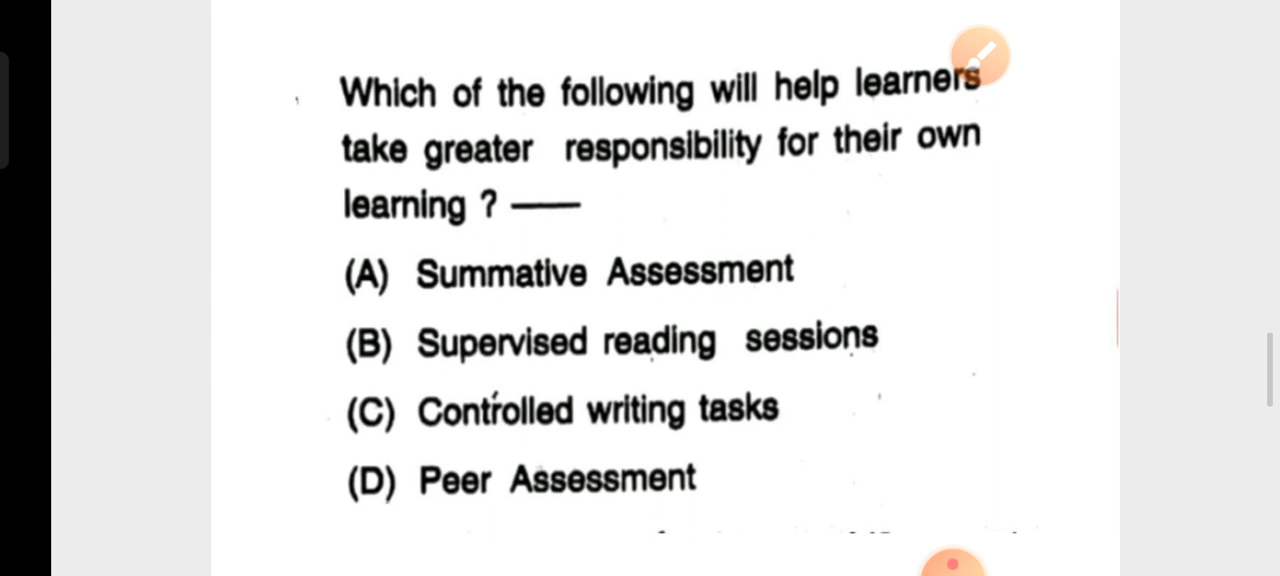 Which of the following will help learners
take greater responsibility for their own
learning ? ——
(A) Summative Assessment
(B) Supervised reading sessions
(C) Controlled writing tasks
(D) Peer Assessment